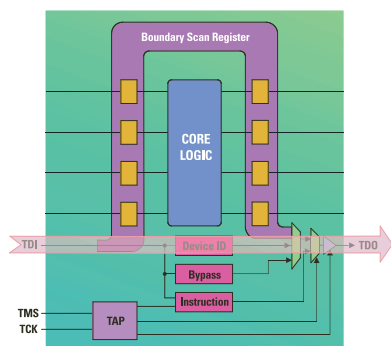 Boundary Scan Register
CORE
LOGIC
TDI
Device ID
TDO
Bypass
Instruction
TMS
TCK
TAP